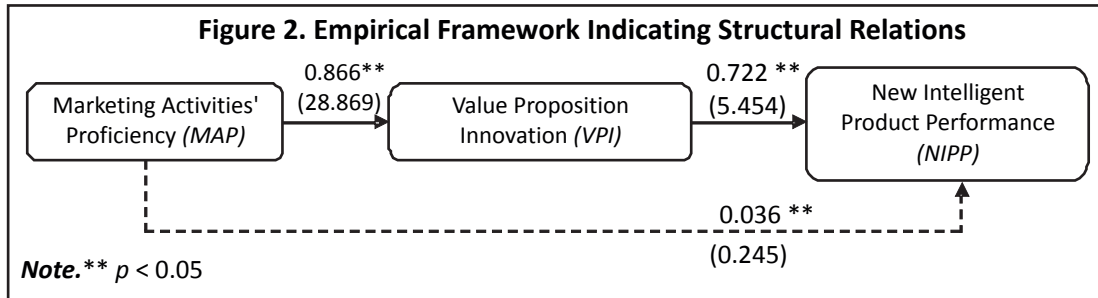 Figure 2. Empirical Framework Indicating Structural Relations
Marketing Activities'
Proficiency (MAP)
0.866**
(28.869)
Value Proposition
Innovation (VPI)
0.722 **
(5.454)
New Intelligent
Product Performance
(NIPP)
0.036 **
(0.245)
Note.** p < 0.05